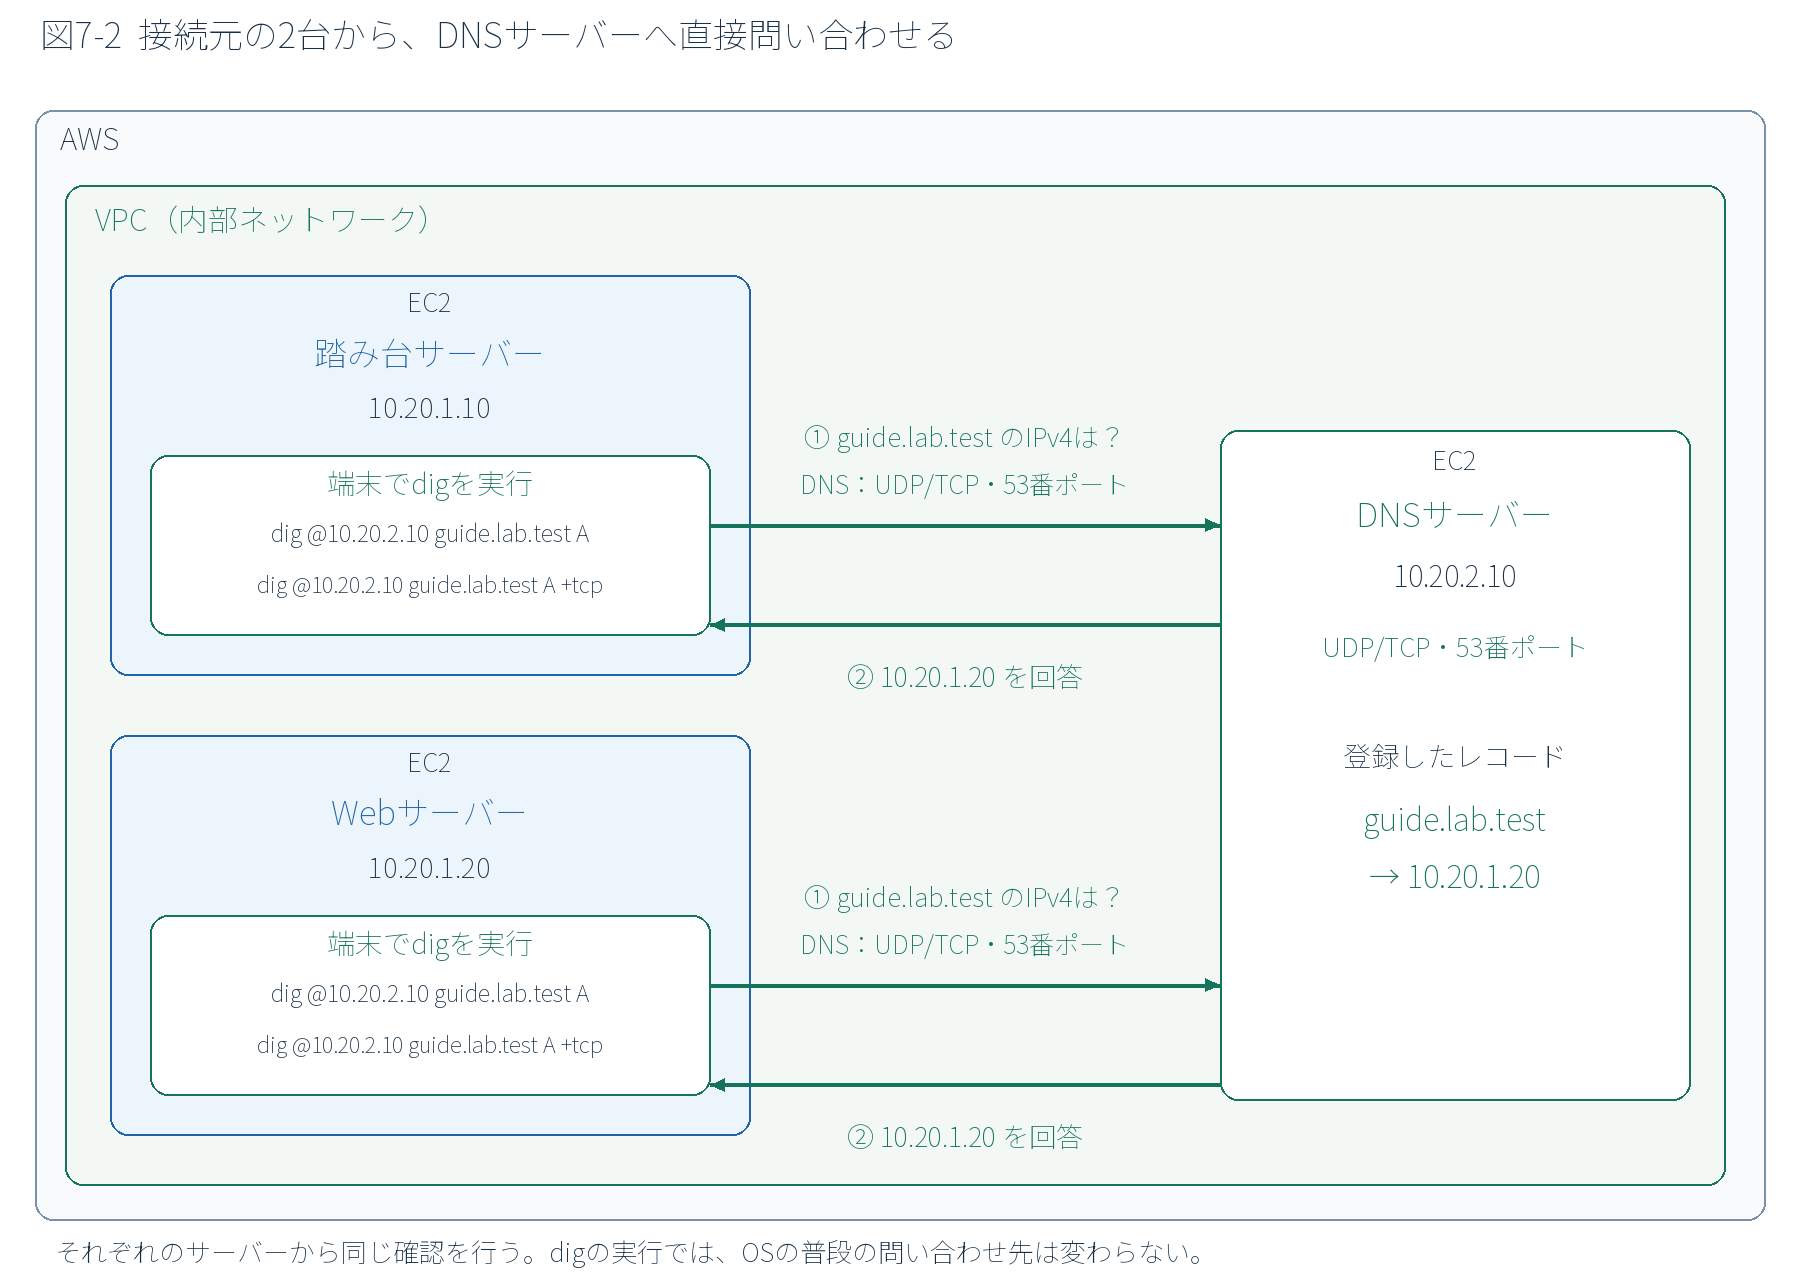 図7-2 接続元の2台から、DNSサーバーへ直接問い合わせる
AWS
VPC（内部ネットワーク）
EC2
踏み台サーバー
10.20.1.10
端末でdigを実行
dig @10.20.2.10 guide.lab.test A
dig @10.20.2.10 guide.lab.test A +tcp
① guide.lab.test のIPv4は？
DNS：UDP/TCP・53番ポート
② 10.20.1.20 を回答
EC2
Webサーバー
10.20.1.20
端末でdigを実行
dig @10.20.2.10 guide.lab.test A
dig @10.20.2.10 guide.lab.test A +tcp
① guide.lab.test のIPv4は？
DNS：UDP/TCP・53番ポート
② 10.20.1.20 を回答
EC2
DNSサーバー
10.20.2.10
UDP/TCP・53番ポート
登録したレコード
guide.lab.test
→ 10.20.1.20
それぞれのサーバーから同じ確認を行う。digの実行では、OSの普段の問い合わせ先は変わらない。